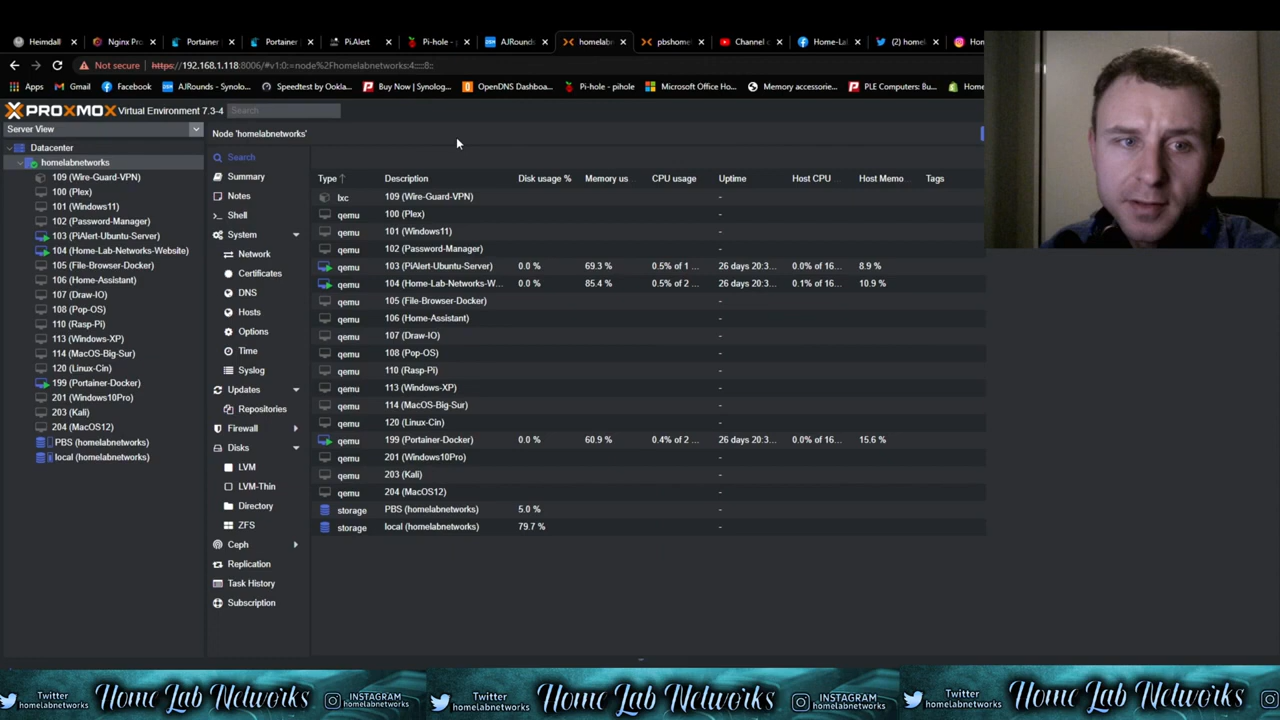 Heimdall
Nginx Pro
Portainer
Portainer
Pi.Alert
Pi-hole -
AJRounds
homelab
pbshome
Channel c
Home-Lab
(2) home
Not secure https://192.168.1.118:8006/#v1:0:=node%2Fhomelabnetworks:4::::8::
Apps
Gmail
Facebook
AJRounds - Synolo...
Speedtest by Ookla...
Buy Now | Synolog...
OpenDNS Dashboa...
Pi-hole - pihole
Microsoft Office Ho...
Memory accessorie...
PLE Computers: Bu...
Home
PROXMOX Virtual Environment 7.3-4 Search
Server View
Datacenter
homelabnetworks
109 (Wire-Guard-VPN)
100 (Plex)
101 (Windows11)
102 (Password-Manager)
103 (PiAlert-Ubuntu-Server)
104 (Home-Lab-Networks-Website)
105 (File-Browser-Docker)
106 (Home-Assistant)
107 (Draw-IO)
108 (Pop-OS)
110 (Rasp-Pi)
113 (Windows-XP)
114 (MacOS-Big-Sur)
120 (Linux-Cin)
199 (Portainer-Docker)
201 (Windows10Pro)
203 (Kali)
204 (MacOS12)
PBS (homelabnetworks)
local (homelabnetworks)
Node 'homelabnetworks'
Search
Summary
Notes
Shell
System
Network
Certificates
DNS
Hosts
Options
Time
Syslog
Updates
Repositories
Firewall
Disks
LVM
LVM-Thin
Directory
ZFS
Ceph
Replication
Task History
Subscription
Type Description Disk usage % Memory us... CPU usage Uptime Host CPU Host Memo... Tags
lxc 109 (Wire-Guard-VPN) -
qemu 100 (Plex) -
qemu 101 (Windows11) -
qemu 102 (Password-Manager) -
qemu 103 (PiAlert-Ubuntu-Server) 0.0 % 69.3 % 0.5% of 1 ... 26 days 20:3... 0.0% of 16... 8.9 %
qemu 104 (Home-Lab-Networks-W... 0.0 % 85.4 % 0.5% of 2 ... 26 days 20:3... 0.1% of 16... 10.9 %
qemu 105 (File-Browser-Docker) -
qemu 106 (Home-Assistant) -
qemu 107 (Draw-IO) -
qemu 108 (Pop-OS) -
qemu 110 (Rasp-Pi) -
qemu 113 (Windows-XP) -
qemu 114 (MacOS-Big-Sur) -
qemu 120 (Linux-Cin) -
qemu 199 (Portainer-Docker) 0.0 % 60.9 % 0.4% of 2 ... 26 days 20:3... 0.0% of 16... 15.6 %
qemu 201 (Windows10Pro) -
qemu 203 (Kali) -
qemu 204 (MacOS12) -
storage PBS (homelabnetworks) 5.0 % -
storage local (homelabnetworks) 79.7 % -
Twitter
homelabnetworks
Home Lab Networks
INSTAGRAM
homelabnetworks
Twitter
homelabnetworks
Home Lab Networks
INSTAGRAM
homelabnetworks
Twitter
homelabnetworks
Home Lab Networks